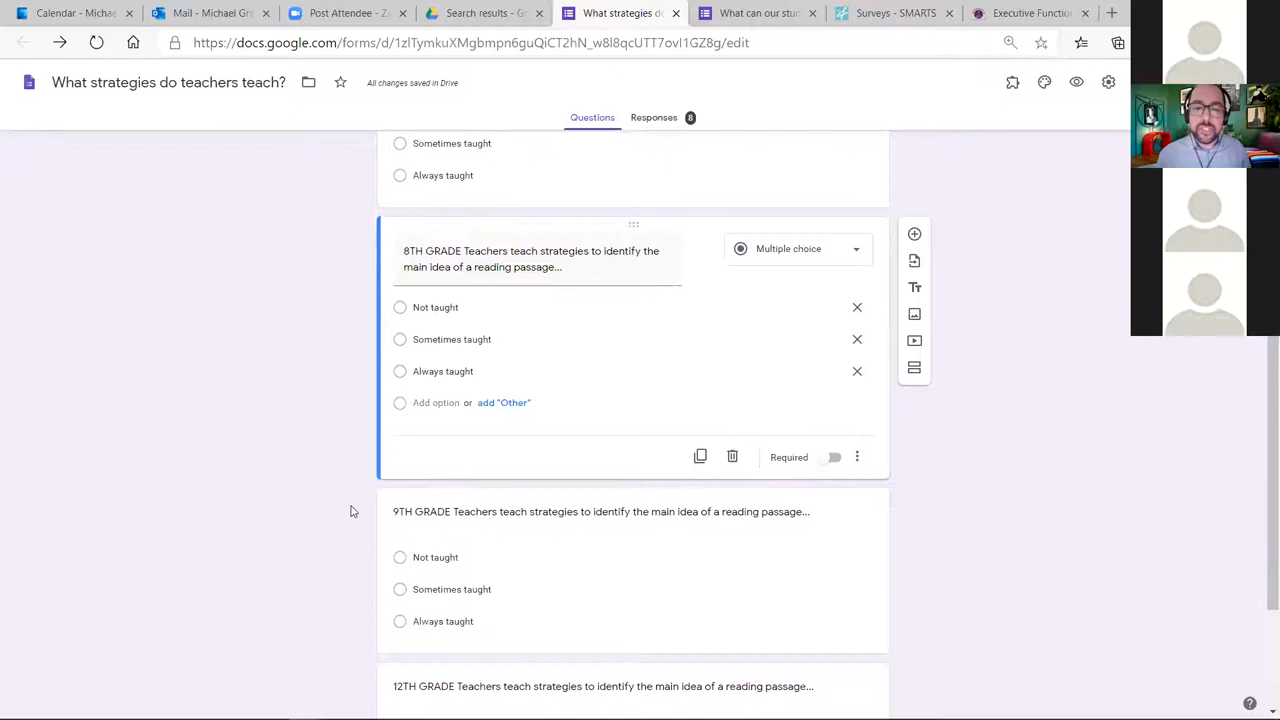 Calendar - Michae
Mail - Michael Gr
Post Attendee - Z
Search results - G
What strategies do
What can our stu
Surveys - SMARTS
Executive Functio
https://docs.google.com/forms/d/1zlTymkuXMgbmpn6guQiCT2hN_w8l8qcUTT7ovI1GZ8g/edit
What strategies do teachers teach?
All changes saved in Drive
Questions
Responses 8
Sometimes taught
Always taught
8TH GRADE Teachers teach strategies to identify the
main idea of a reading passage...
Multiple choice
Not taught
Sometimes taught
Always taught
Add option or add "Other"
Required
9TH GRADE Teachers teach strategies to identify the main idea of a reading passage...
Not taught
Sometimes taught
Always taught
12TH GRADE Teachers teach strategies to identify the main idea of a reading passage...